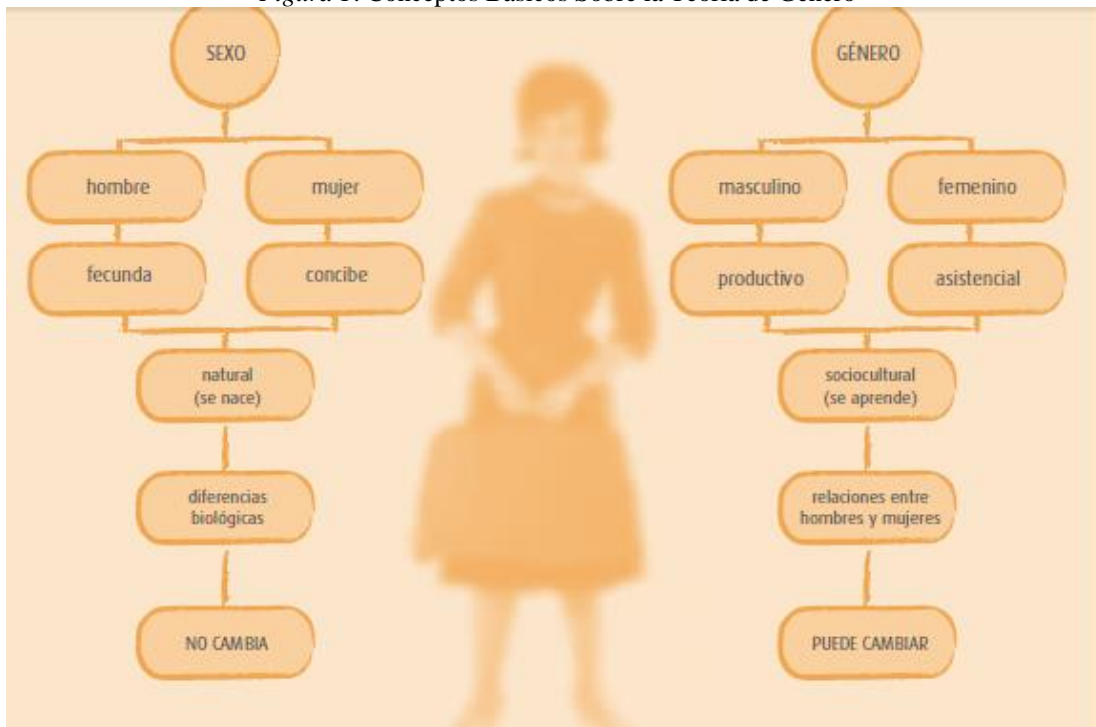 Figura 1. Conceptos Básicos Sobre la Teoría de Género
SEXO
hombre
mujer
fecunda
concibe
natural
(se nace)
diferencias
biológicas
NO CAMBIA
GÉNERO
masculino
femenino
productivo
asistencial
sociocultural
(se aprende)
relaciones entre
hombres y mujeres
PUEDE CAMBIAR